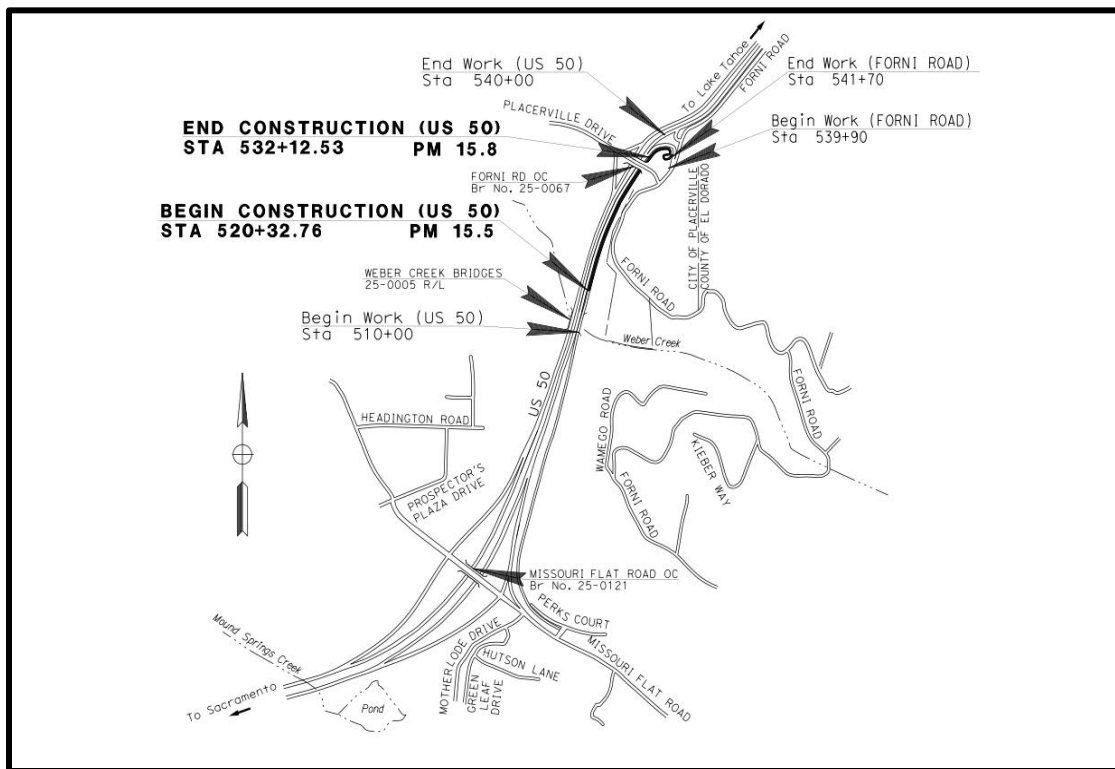 End Work (US 50)
Sta 540+00
To Lake Tahoe
FORNI ROAD
End Work (FORNI ROAD)
Sta 541+70
PLACERVILLE DRIVE
Begin Work (FORNI ROAD)
Sta 539+90
END CONSTRUCTION (US 50)
STA 532+12.53 PM 15.8
FORNI RD OC
Br No. 25-0067
BEGIN CONSTRUCTION (US 50)
STA 520+32.76 PM 15.5
CITY OF PLACERVILLE
COUNTY OF EL DORADO
WEBER CREEK BRIDGES
25-0005 R/L
FORNI ROAD
Begin Work (US 50)
Sta 510+00
Weber Creek
US 50
FORNI ROAD
HEADINGTON ROAD
WAMEGO ROAD
KIEBER WAY
PROSPECTOR'S
PLAZA DRIVE
FORNI ROAD
MISSOURI FLAT ROAD OC
Br No. 25-0121
PERKS COURT
Mound Springs Creek
MOTHER LODE DRIVE
HUTSON LANE
GREEN
LEAF
DRIVE
MISSOURI FLAT ROAD
To Sacramento
Pond